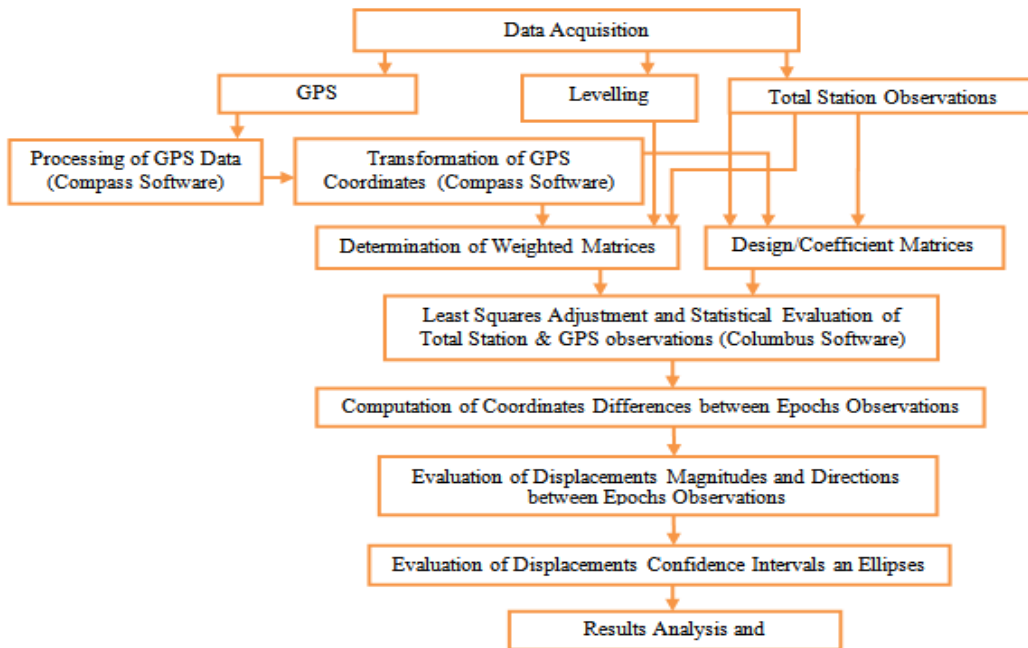 Data Acquisition
GPS
Levelling
Total Station Observations
Processing of GPS Data
(Compass Software)
Transformation of GPS
Coordinates (Compass Software)
Determination of Weighted Matrices
Design/Coefficient Matrices
Least Squares Adjustment and Statistical Evaluation of
Total Station & GPS observations (Columbus Software)
Computation of Coordinates Differences between Epochs Observations
Evaluation of Displacements Magnitudes and Directions
between Epochs Observations
Evaluation of Displacements Confidence Intervals an Ellipses
Results Analysis and